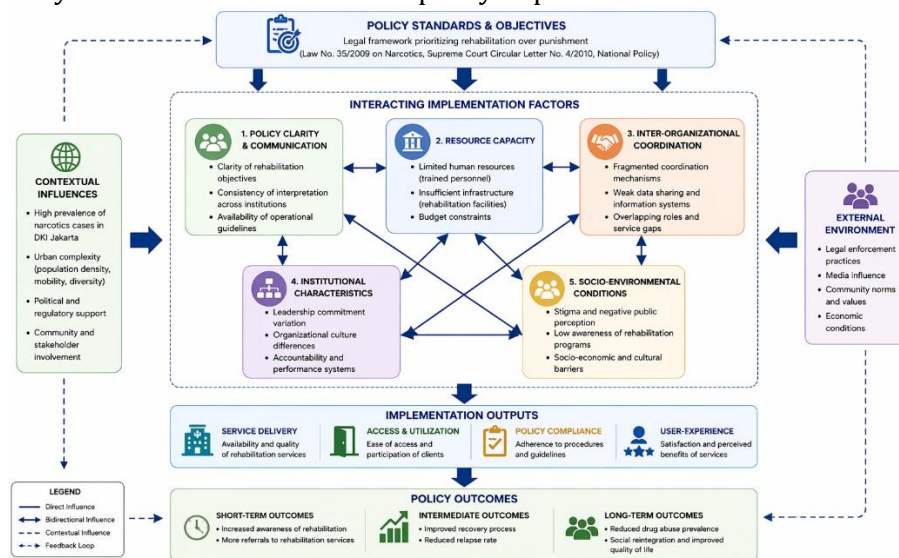 POLICY STANDARDS & OBJECTIVES
Legal framework prioritizing rehabilitation over punishment
(Law No. 35/2009 on Narcotics, Supreme Court Circular Letter No. 4/2010, National Policy)
INTERACTING IMPLEMENTATION FACTORS
1. POLICY CLARITY
& COMMUNICATION
• Clarity of rehabilitation
objectives
• Consistency of interpretation
across institutions
• Availability of operational
guidelines
2. RESOURCE CAPACITY
• Limited human resources
(trained personnel)
• Insufficient infrastructure
(rehabilitation facilities)
• Budget constraints
3. INTER-ORGANIZATIONAL
COORDINATION
• Fragmented coordination
mechanisms
• Weak data sharing and
information systems
• Overlapping roles and
service gaps
CONTEXTUAL
INFLUENCES
• High prevalence of
narcotics cases in
DKI Jakarta
• Urban complexity
(population density,
mobility, diversity)
• Political and
regulatory support
• Community and
stakeholder
involvement
EXTERNAL
ENVIRONMENT
• Legal enforcement
practices
• Media influence
• Community norms
and values
• Economic
conditions
4. INSTITUTIONAL
CHARACTERISTICS
• Leadership commitment
variation
• Organizational culture
differences
• Accountability and
performance systems
5. SOCIO-ENVIRONMENTAL
CONDITIONS
• Stigma and negative public
perception
• Low awareness of rehabilitation
programs
• Socio-economic and cultural
barriers
IMPLEMENTATION OUTPUTS
SERVICE DELIVERY
Availability and quality
of rehabilitation services
ACCESS & UTILIZATION
Ease of access and
participation of clients
POLICY COMPLIANCE
Adherence to procedures
and guidelines
USER-EXPERIENCE
Satisfaction and perceived
benefits of services
LEGEND
Direct Influence
Bidirectional Influence
Contextual Influence
Feedback Loop
POLICY OUTCOMES
SHORT-TERM OUTCOMES
• Increased awareness of rehabilitation
• More referrals to rehabilitation services
INTERMEDIATE OUTCOMES
• Improved recovery process
• Reduced relapse rate
LONG-TERM OUTCOMES
• Reduced drug abuse prevalence
• Social reintegration and improved
quality of life